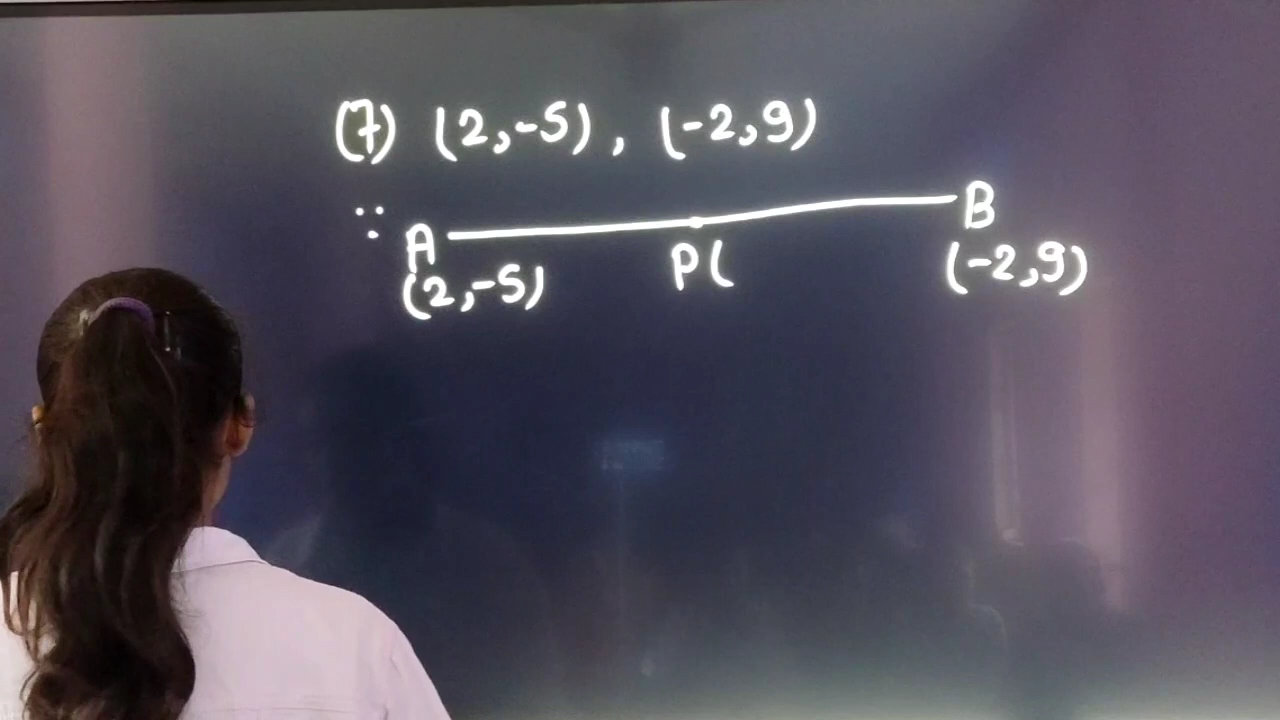 (7) (2,-5), (-2,9)
∵ A B
(2,-5) P( (-2,9)